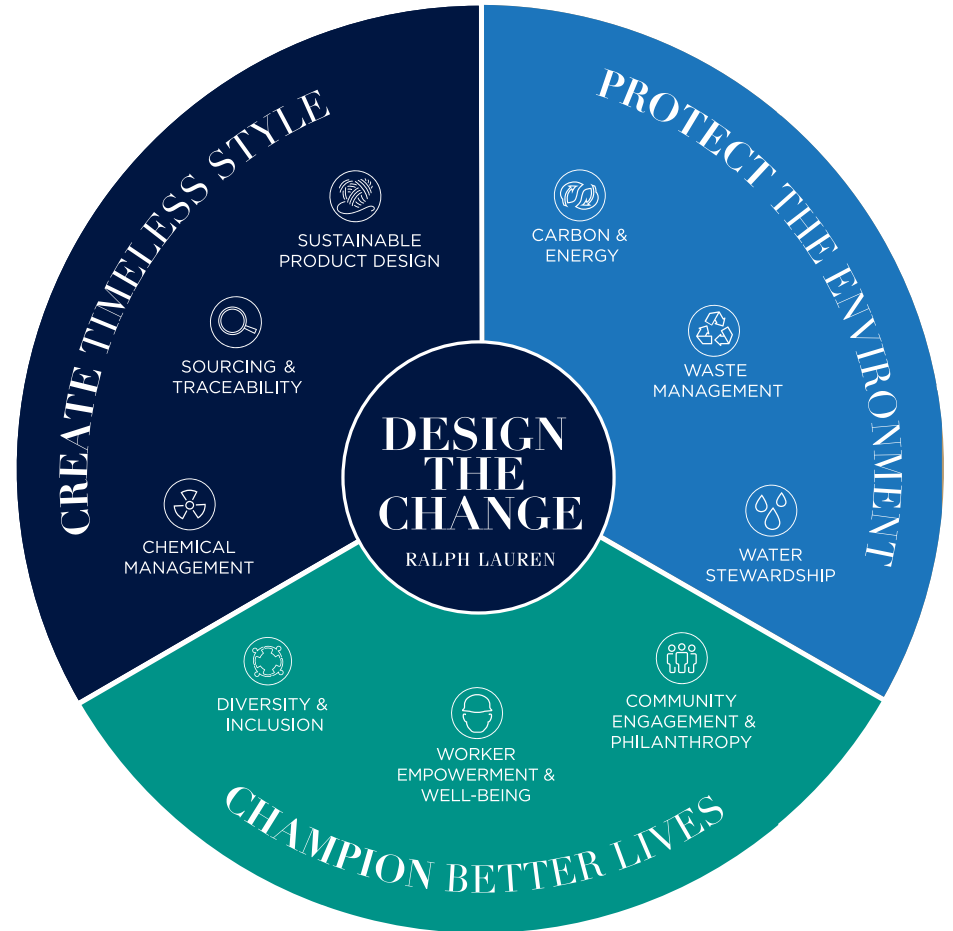 CREATE TIMELESS STYLE
SUSTAINABLE
PRODUCT DESIGN
SOURCING &
TRACEABILITY
CHEMICAL
MANAGEMENT
PROTECT THE ENVIRONMENT
CARBON &
ENERGY
WASTE
MANAGEMENT
WATER
STEWARDSHIP
DESIGN
THE
CHANGE
RALPH LAUREN
DIVERSITY &
INCLUSION
WORKER
EMPOWERMENT &
WELL-BEING
COMMUNITY
ENGAGEMENT &
PHILANTHROPY
CHAMPION BETTER LIVES